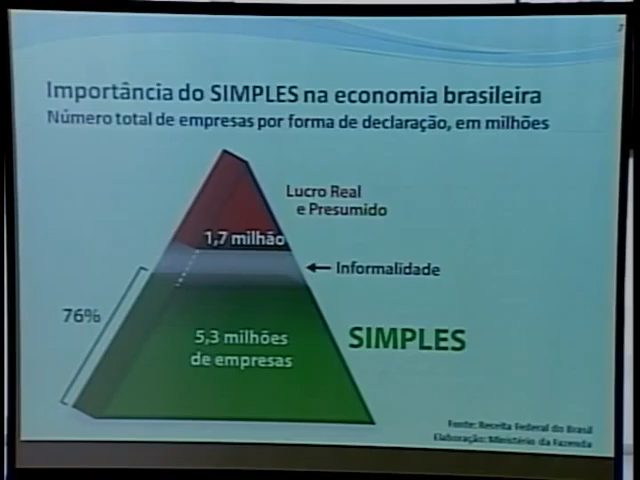 Importância do SIMPLES na economia brasileira
Número total de empresas por forma de declaração, em milhões
Lucro Real
e Presumido
1,7 milhão
Informalidade
76%
5,3 milhões
de empresas
SIMPLES
Fonte: Receita Federal do Brasil
Elaboração: Ministério da Fazenda